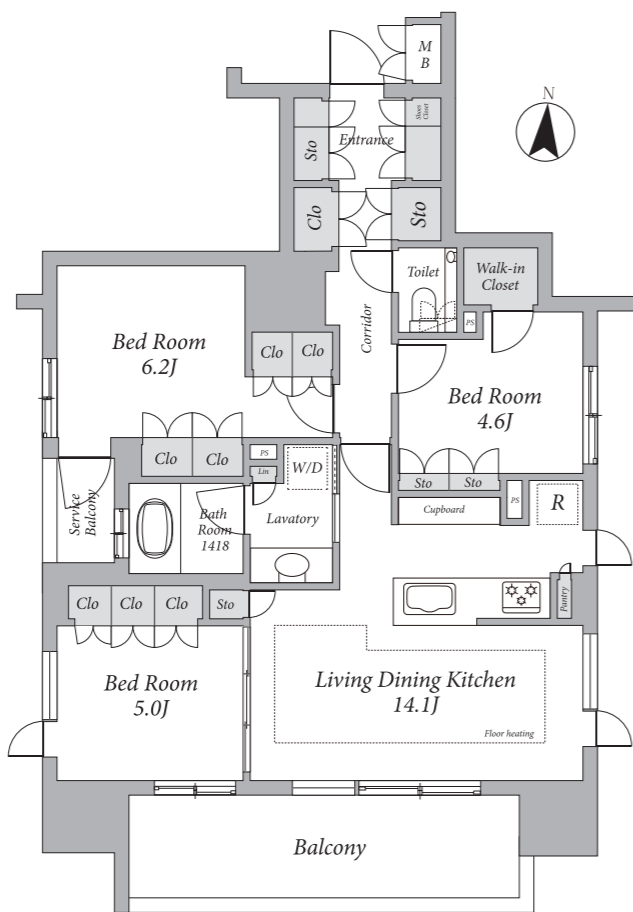 M
B
N
Shoes
Closet
Sto
Entrance
Clo
Sto
Toilet
Walk-in
Closet
PS
Corridor
Bed Room
6.2J
Clo
Clo
Bed Room
4.6J
Clo
Clo
PS
Lin
W/D
Sto
Sto
PS
R
Cupboard
Service
Balcony
Bath
Room
1418
Lavatory
Pantry
Clo
Clo
Clo
Sto
Bed Room
5.0J
Living Dining Kitchen
14.1J
Floor heating
Balcony